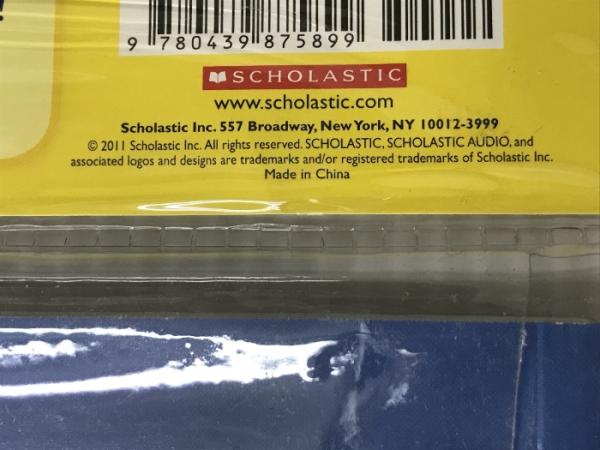 9 780439 875899
SCHOLASTIC
www.scholastic.com
Scholastic Inc. 557 Broadway, New York, NY 10012-3999
© 2011 Scholastic Inc. All rights reserved. SCHOLASTIC, SCHOLASTIC AUDIO, and
associated logos and designs are trademarks and/or registered trademarks of Scholastic Inc.
Made in China